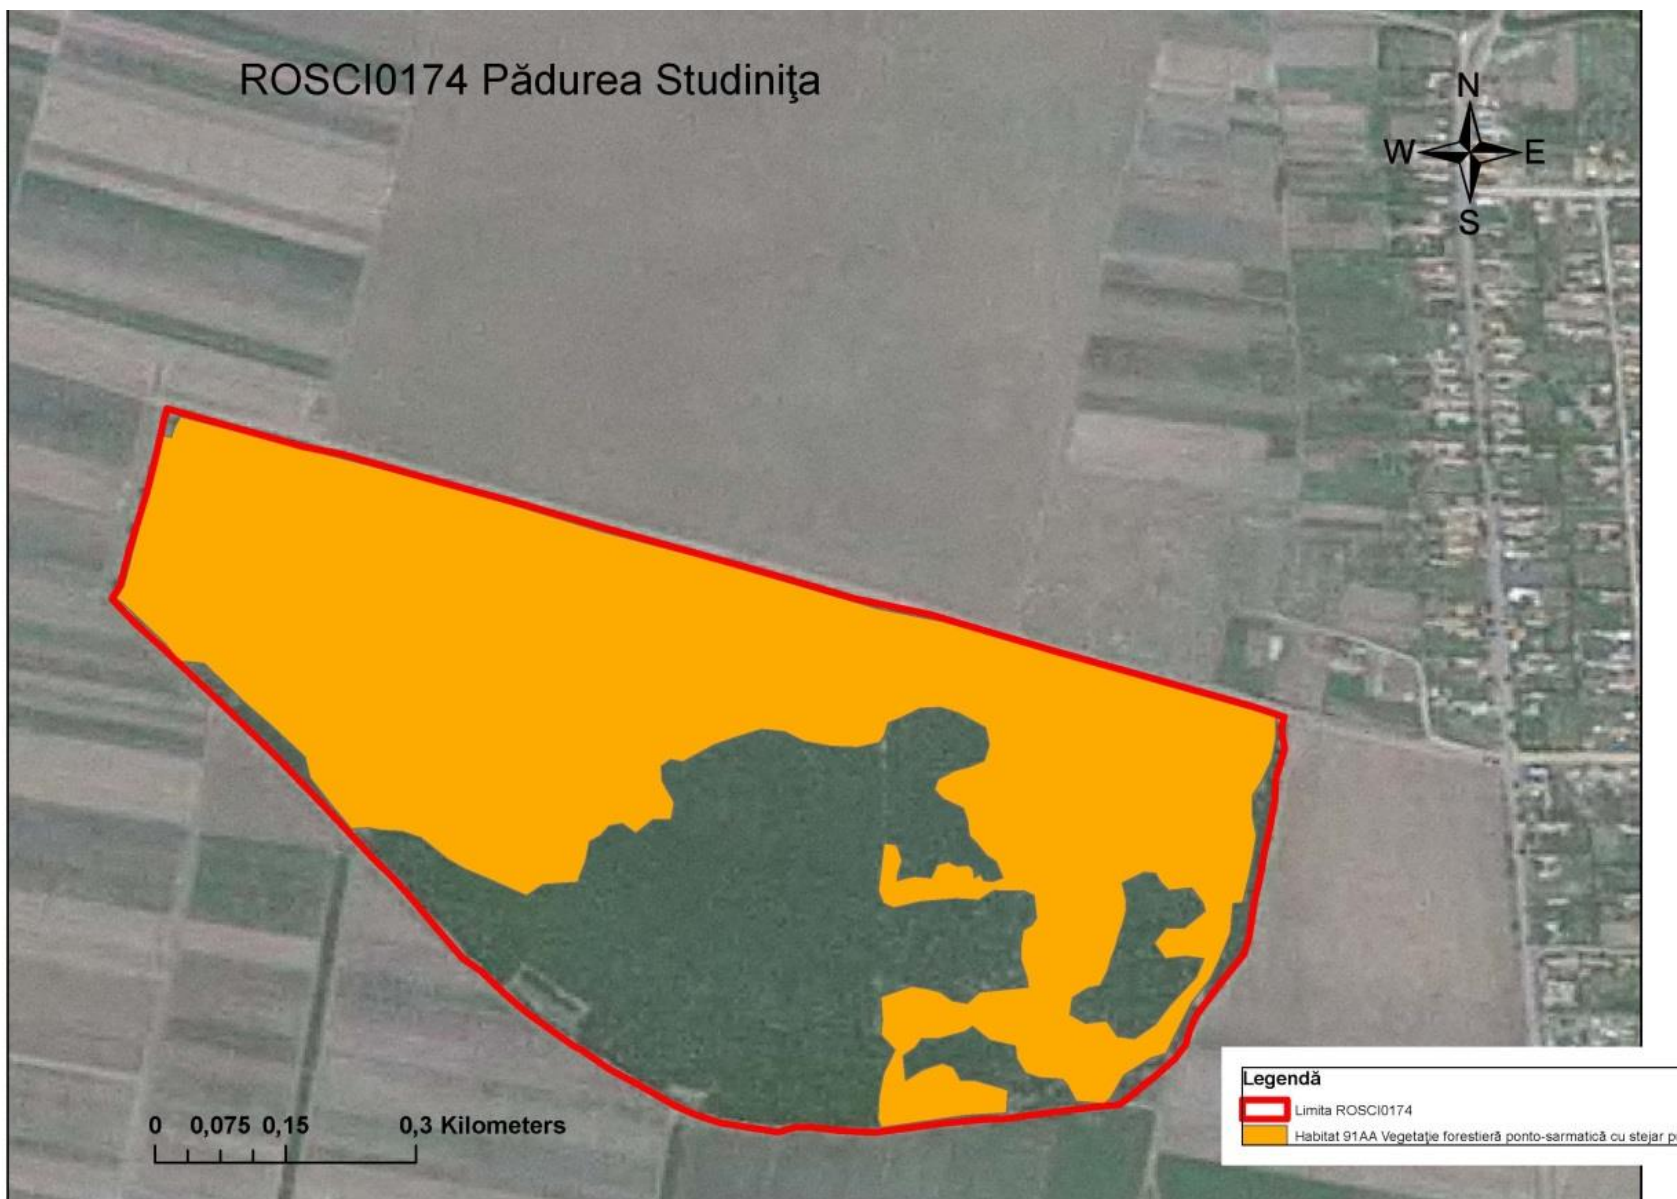 ROSCI0174 Pădurea Studiniţa
N
W E
S
0 0,075 0,15 0,3 Kilometers
Legendă
Limita ROSCI0174
Habitat 91AA Vegetaţie forestieră ponto-sarmatică cu stejar p